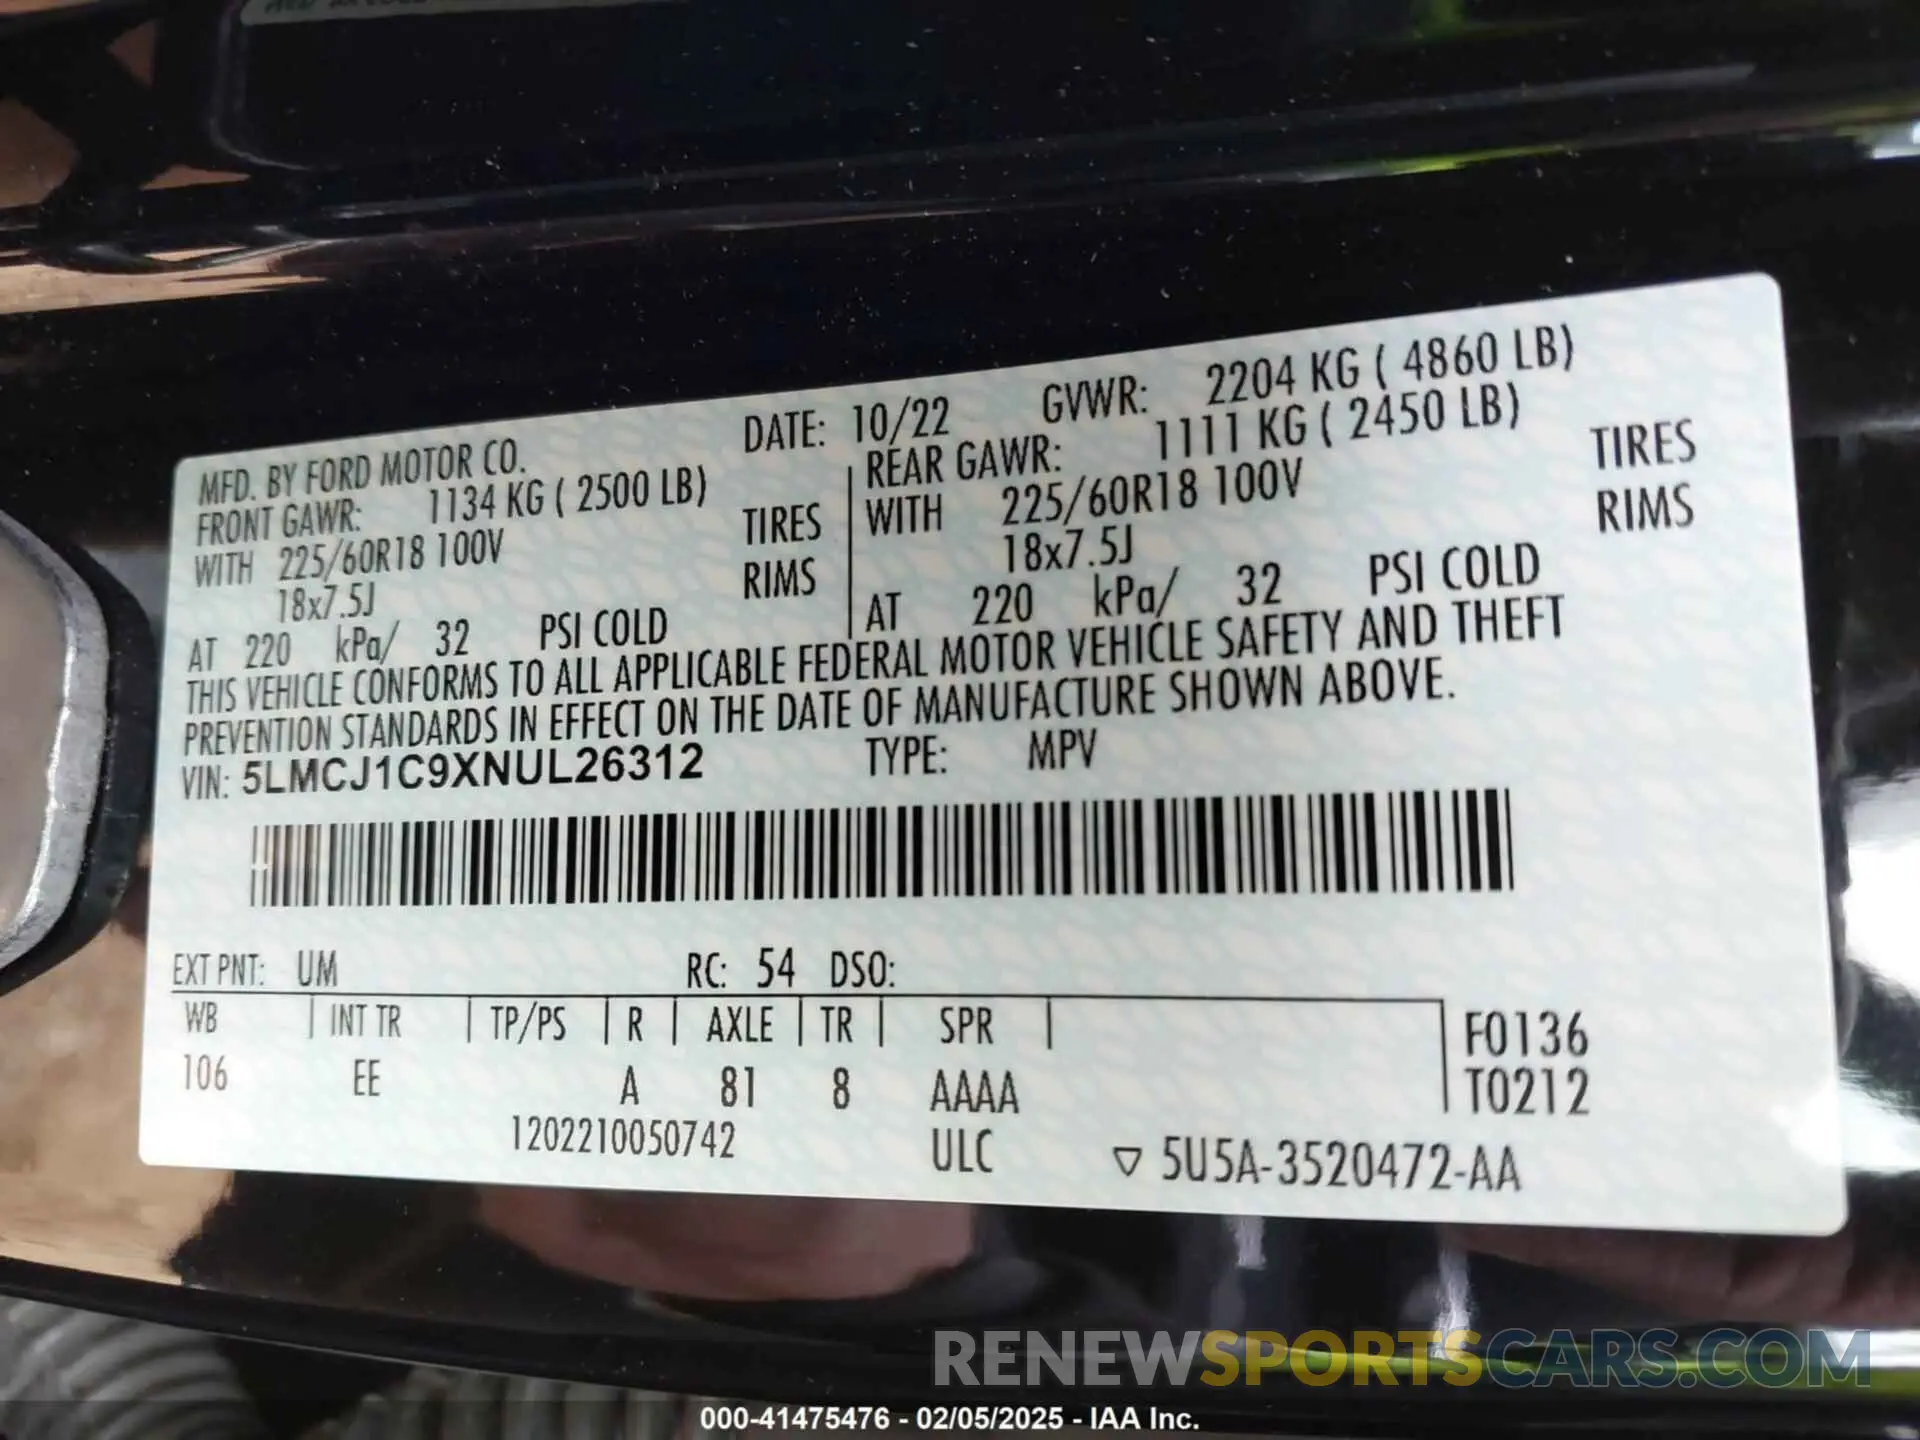 MFD. BY FORD MOTOR CO. DATE: 10/22 GVWR: 2204 KG ( 4860 LB)
FRONT GAWR: 1134 KG ( 2500 LB) REAR GAWR: 1111 KG ( 2450 LB)
WITH 225/60R18 100V TIRES WITH 225/60R18 100V TIRES
18x7.5J RIMS 18x7.5J RIMS
AT 220 kPa/ 32 PSI COLD AT 220 kPa/ 32 PSI COLD
THIS VEHICLE CONFORMS TO ALL APPLICABLE FEDERAL MOTOR VEHICLE SAFETY AND THEFT
PREVENTION STANDARDS IN EFFECT ON THE DATE OF MANUFACTURE SHOWN ABOVE.
VIN: 5LMCJ1C9XNUL26312 TYPE: MPV
EXT PNT: UM RC: 54 DSO:
WB INT TR TP/PS R AXLE TR SPR F0136
106 EE A 81 8 AAAA T0212
1202210050742 ULC ▽ 5U5A-3520472-AA
RENEWSPORTSCARS.COM
000-41475476 - 02/05/2025 - IAA Inc.